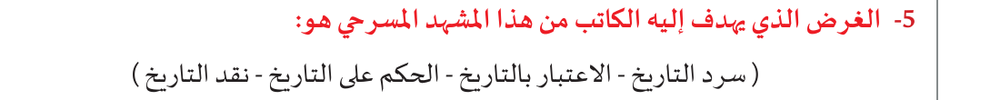 5- الغرض الذي يهدف إليه الكاتب من هذا المشهد المسرحي هو:
( سرد التاريخ - الاعتبار بالتاريخ - الحكم على التاريخ - نقد التاريخ )